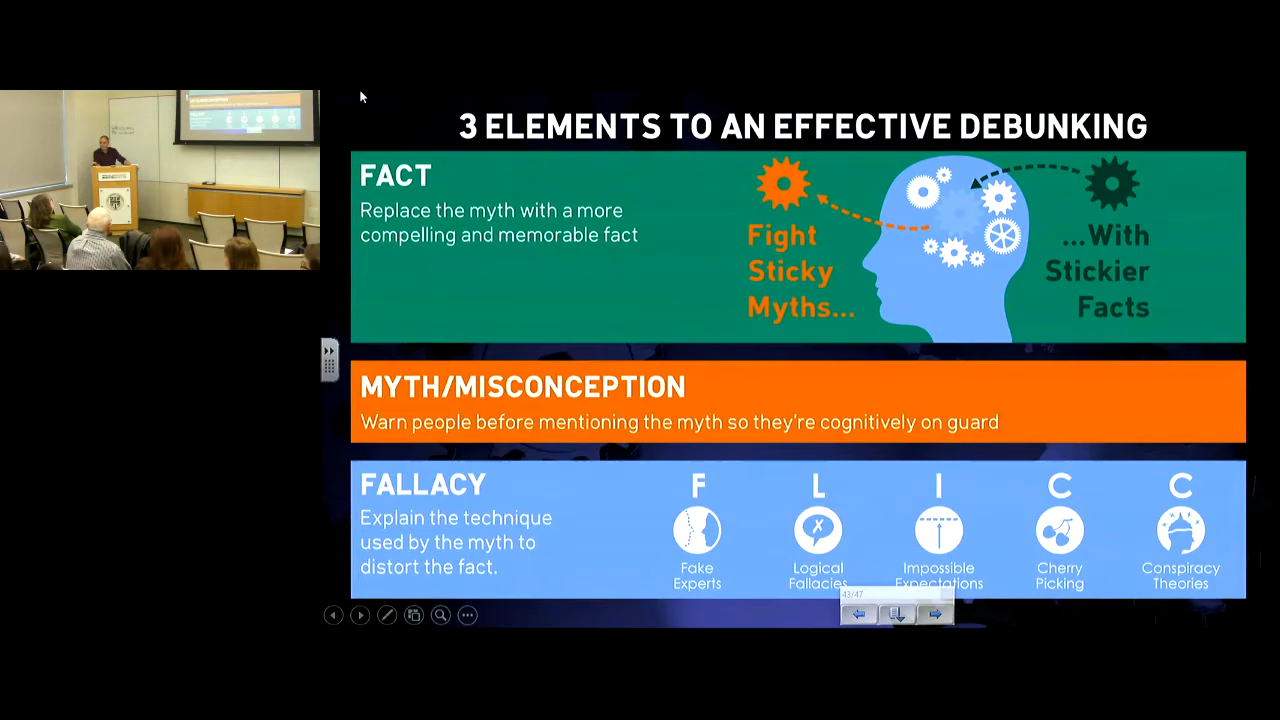 3 ELEMENTS TO AN EFFECTIVE DEBUNKING
FACT
Replace the myth with a more
compelling and memorable fact
Fight
Sticky
Myths...
...With
Stickier
Facts
MYTH/MISCONCEPTION
Warn people before mentioning the myth so they're cognitively on guard
FALLACY
Explain the technique
used by the myth to
distort the fact.
F L I C C
Fake
Experts
Logical
Fallacies
Impossible
Expectations
Cherry
Picking
Conspiracy
Theories
43/47